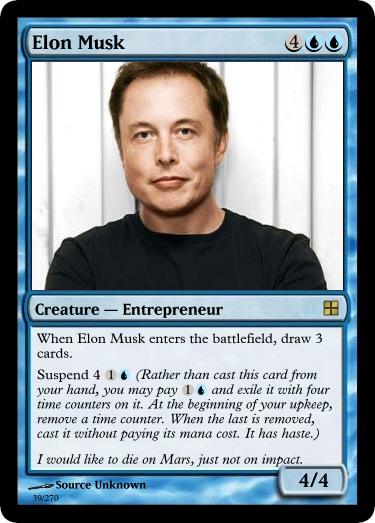 Elon Musk 4
Creature — Entrepreneur
When Elon Musk enters the battlefield, draw 3
cards.
Suspend 4 1 (Rather than cast this card from
your hand, you may pay 1 and exile it with four
time counters on it. At the beginning of your upkeep,
remove a time counter. When the last is removed,
cast it without paying its mana cost. It has haste.)
I would like to die on Mars, just not on impact.
4/4
Source Unknown
39/270